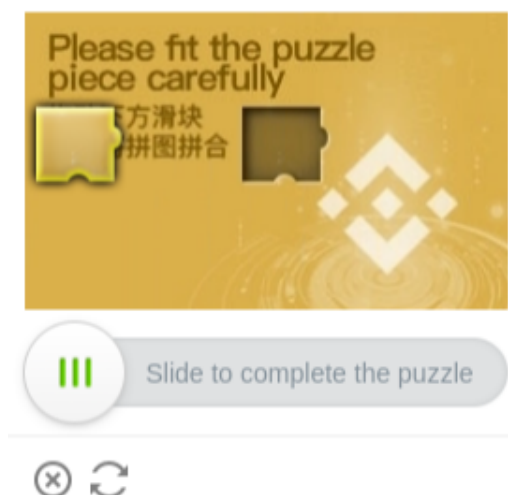 Please fit the puzzle
piece carefully
方滑块
拼图拼合
Slide to complete the puzzle